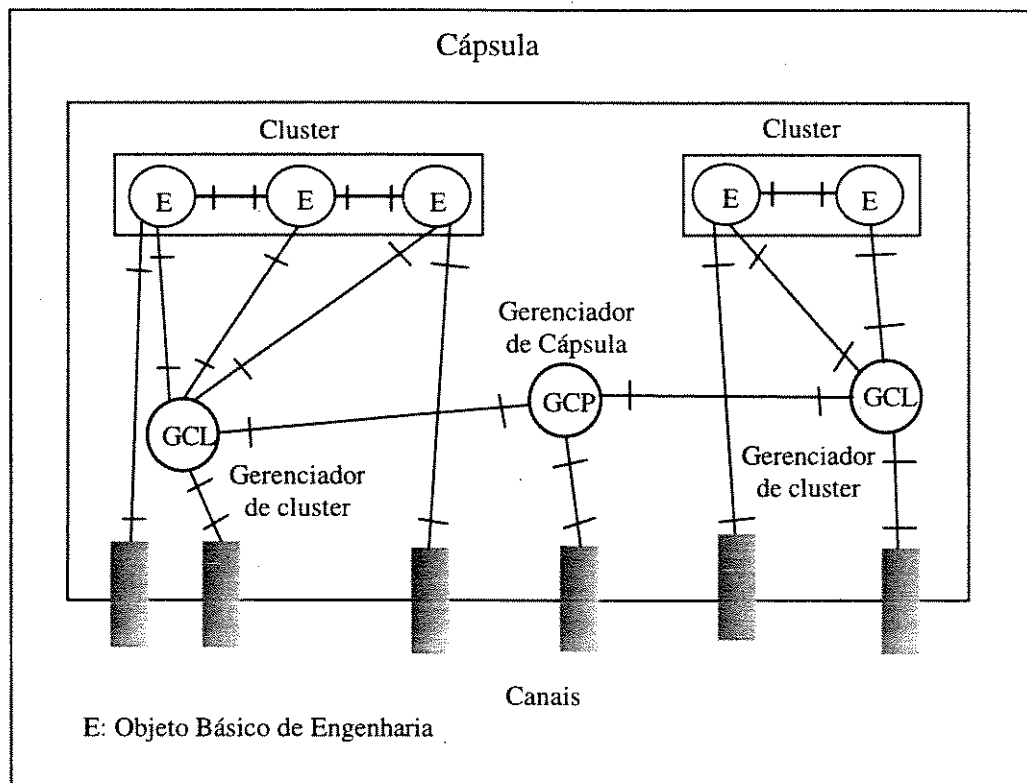 Cápsula
Cluster
Cluster
E
E
E
E
E
Gerenciador
de Cápsula
GCL
GCP
GCL
Gerenciador
de cluster
Gerenciador
de cluster
Canais
E: Objeto Básico de Engenharia